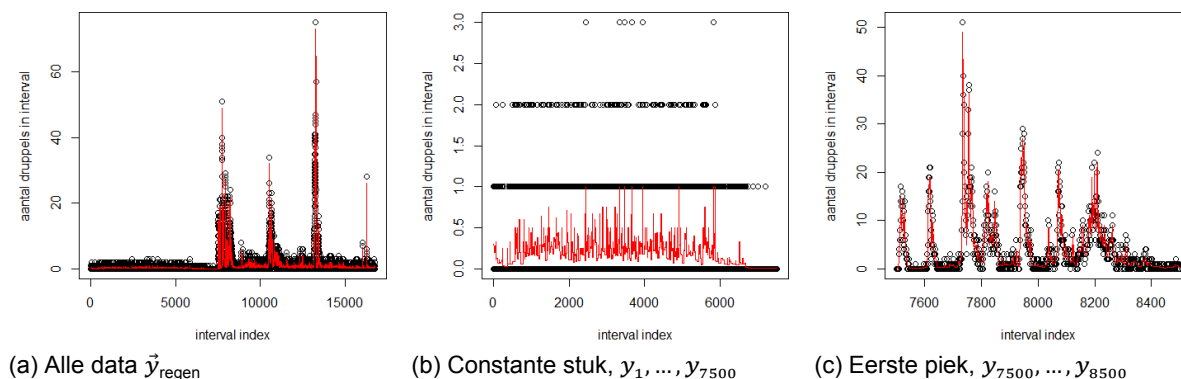 aantal druppels in interval
60
40
20
0
0 5000 10000 15000
interval index
(a) Alle data y⃗regen
aantal druppels in interval
3.0
2.5
2.0
1.5
1.0
0.5
0.0
0 2000 4000 6000
interval index
(b) Constante stuk, y1, ... , y7500
aantal druppels in interval
50
40
30
20
10
0
7600 7800 8000 8200 8400
interval index
(c) Eerste piek, y7500, ... , y8500